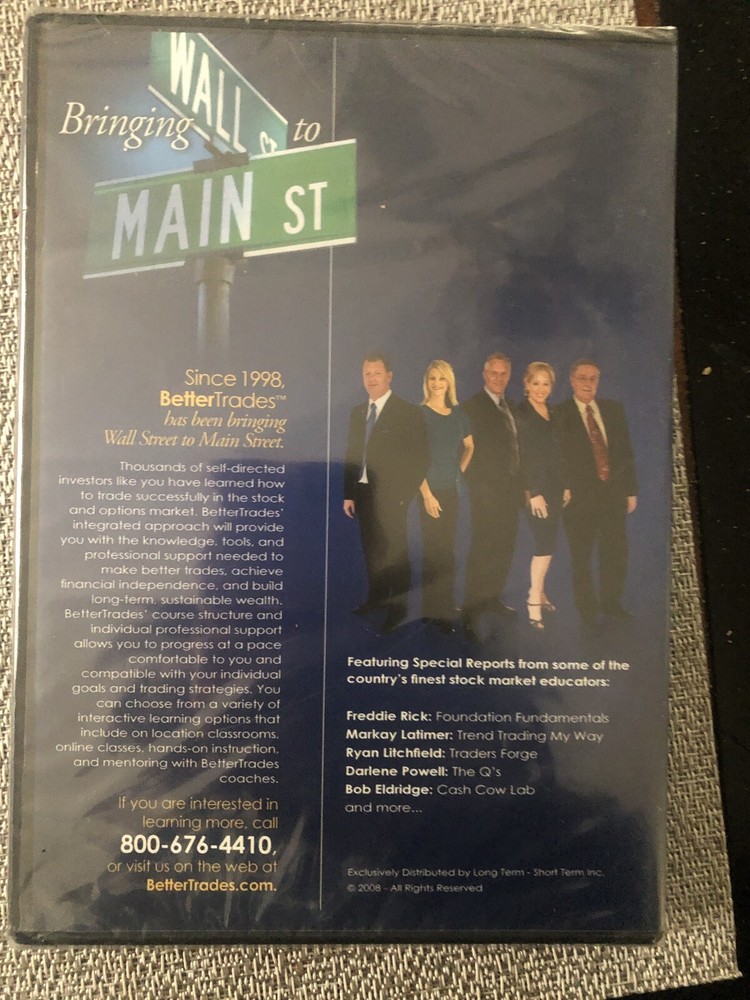 WALL ST
Bringing to
MAIN ST
Since 1998,
BetterTrades™
has been bringing
Wall Street to Main Street.
Thousands of self-directed
investors like you have learned how
to trade successfully in the stock
and options market. BetterTrades'
integrated approach will provide
you with the knowledge, tools, and
professional support needed to
make better trades, achieve
financial independence, and build
long-term, sustainable wealth.
BetterTrades' course structure and
individual professional support
allows you to progress at a pace
comfortable to you and
compatible with your individual
goals and trading strategies. You
can choose from a variety of
interactive learning options that
include on location classrooms,
online classes, hands-on instruction,
and mentoring with BetterTrades
coaches.
If you are interested in
learning more, call
800-676-4410,
or visit us on the web at
BetterTrades.com.
Featuring Special Reports from some of the
country's finest stock market educators:
Freddie Rick: Foundation Fundamentals
Markay Latimer: Trend Trading My Way
Ryan Litchfield: Traders Forge
Darlene Powell: The Q's
Bob Eldridge: Cash Cow Lab
and more...
Exclusively Distributed by Long Term - Short Term Inc.
© 2008 - All Rights Reserved